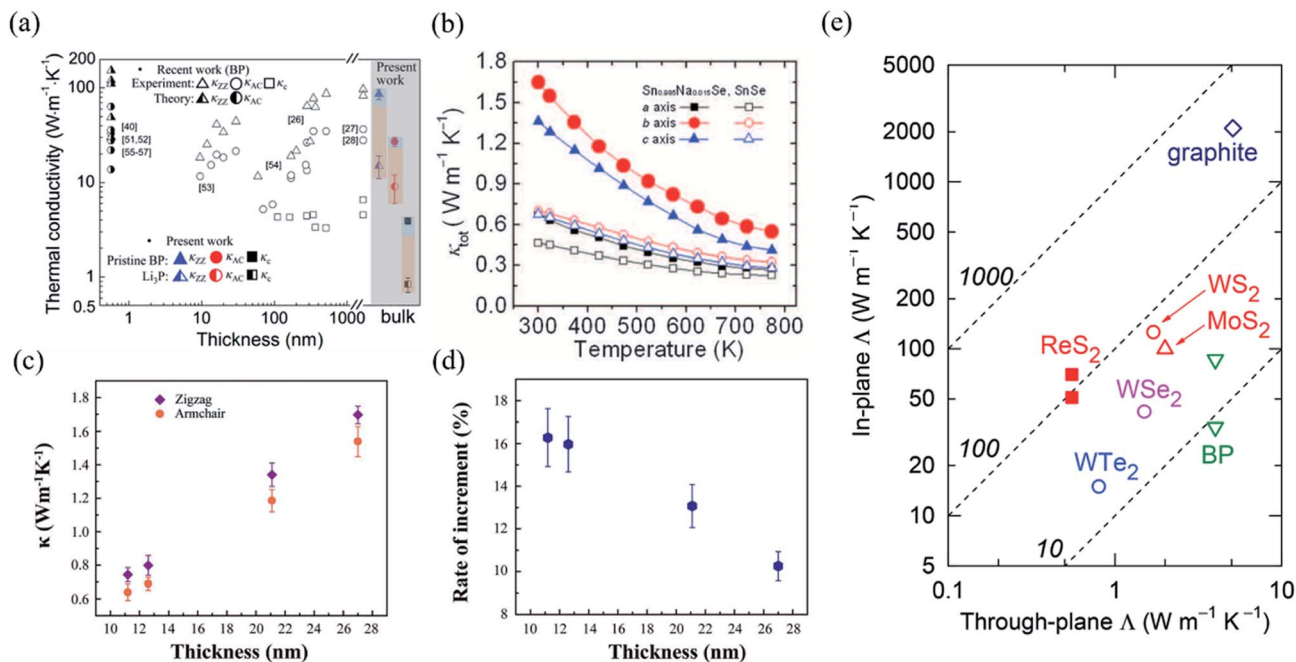 (a)
Thermal conductivity (W·m⁻¹·K⁻¹)
150
100
10
1
0.5
• Recent work (BP)
Experiment: △ κZZ ○ κAC □ κc
Theory: κZZ κAC
Present work
[40]
[51,52]
[55-57]
[26]
[27]
[28]
[54]
[53]
• Present work
Pristine BP: κZZ κAC κc
Li₃P: κZZ κAC κc
1 10 100 1000 bulk
Thickness (nm)
(b)
κtot (W m⁻¹ K⁻¹)
1.8
1.5
1.2
0.9
0.6
0.3
0.0
Sn0.985Na0.015Se, SnSe
a axis
b axis
c axis
300 400 500 600 700 800
Temperature (K)
(c)
κ (Wm⁻¹K⁻¹)
1.8
1.6
1.4
1.2
1.0
0.8
0.6
Zigzag
Armchair
10 12 14 16 18 20 22 24 26 28
Thickness (nm)
(d)
Rate of increment (%)
18
16
14
12
10
8
10 12 14 16 18 20 22 24 26 28
Thickness (nm)
(e)
In-plane Λ (W m⁻¹ K⁻¹)
5000
2000
1000
500
200
100
50
20
10
5
graphite
1000
WS₂
MoS₂
ReS₂
WSe₂
100
BP
WTe₂
10
0.1 1 10
Through-plane Λ (W m⁻¹ K⁻¹)